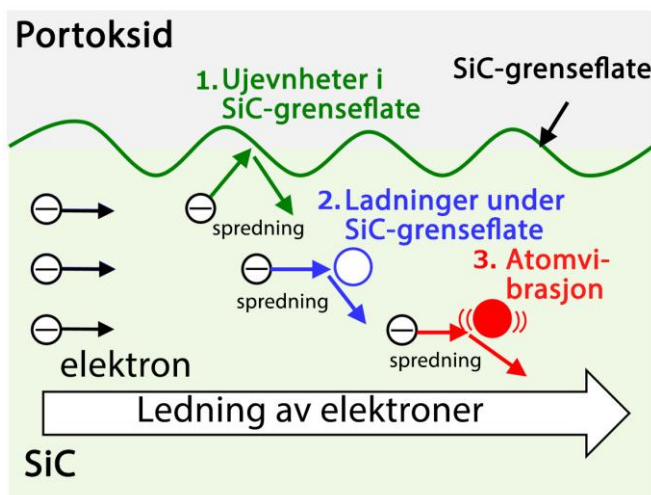 Portoksid
SiC-grenseflate
1. Ujevnheter i
SiC-grenseflate
spredning
2. Ladninger under
SiC-grenseflate
spredning
3. Atomvi-
brasjon
spredning
elektron
Ledning av elektroner
SiC